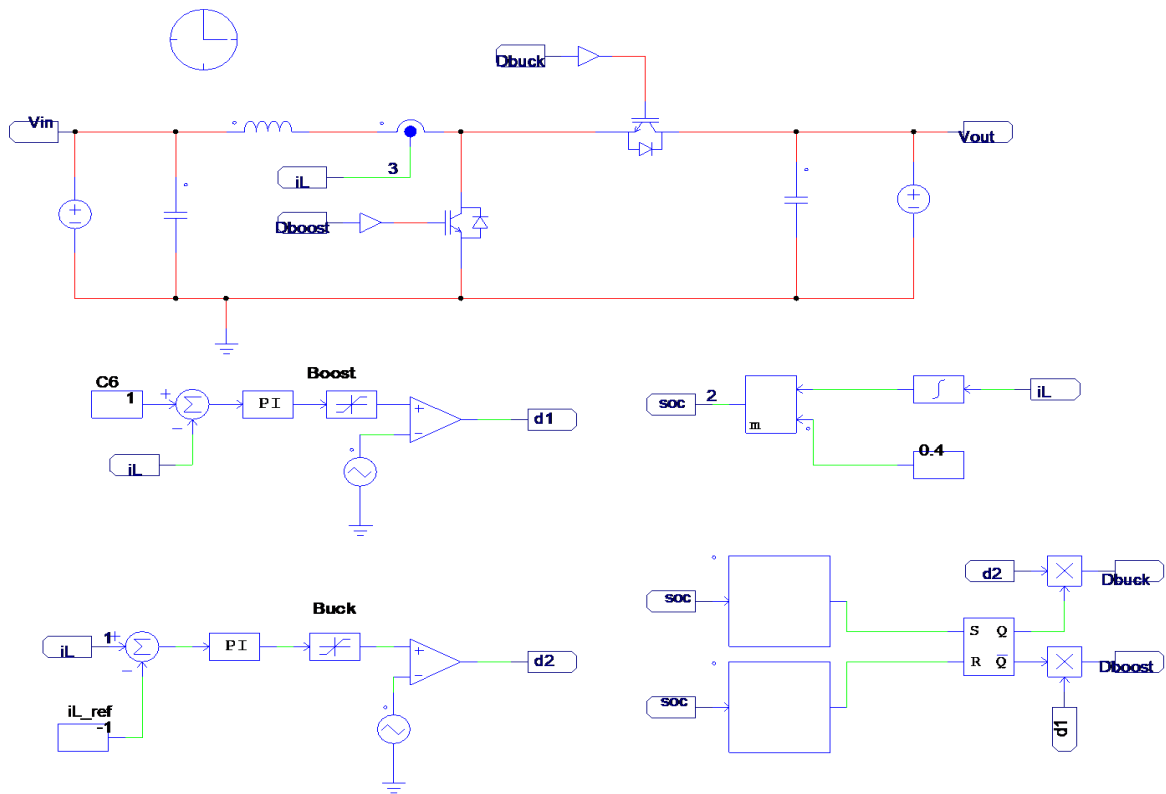 Dbuck
Vin
Vout
3
iL
Dboost
Boost
C6
1
PI
d1
iL
soc
2
m
iL
0.4
Buck
iL
1
PI
d2
iL_ref
-1
soc
soc
S Q
R Q̅
d2
Dbuck
Dboost
d1